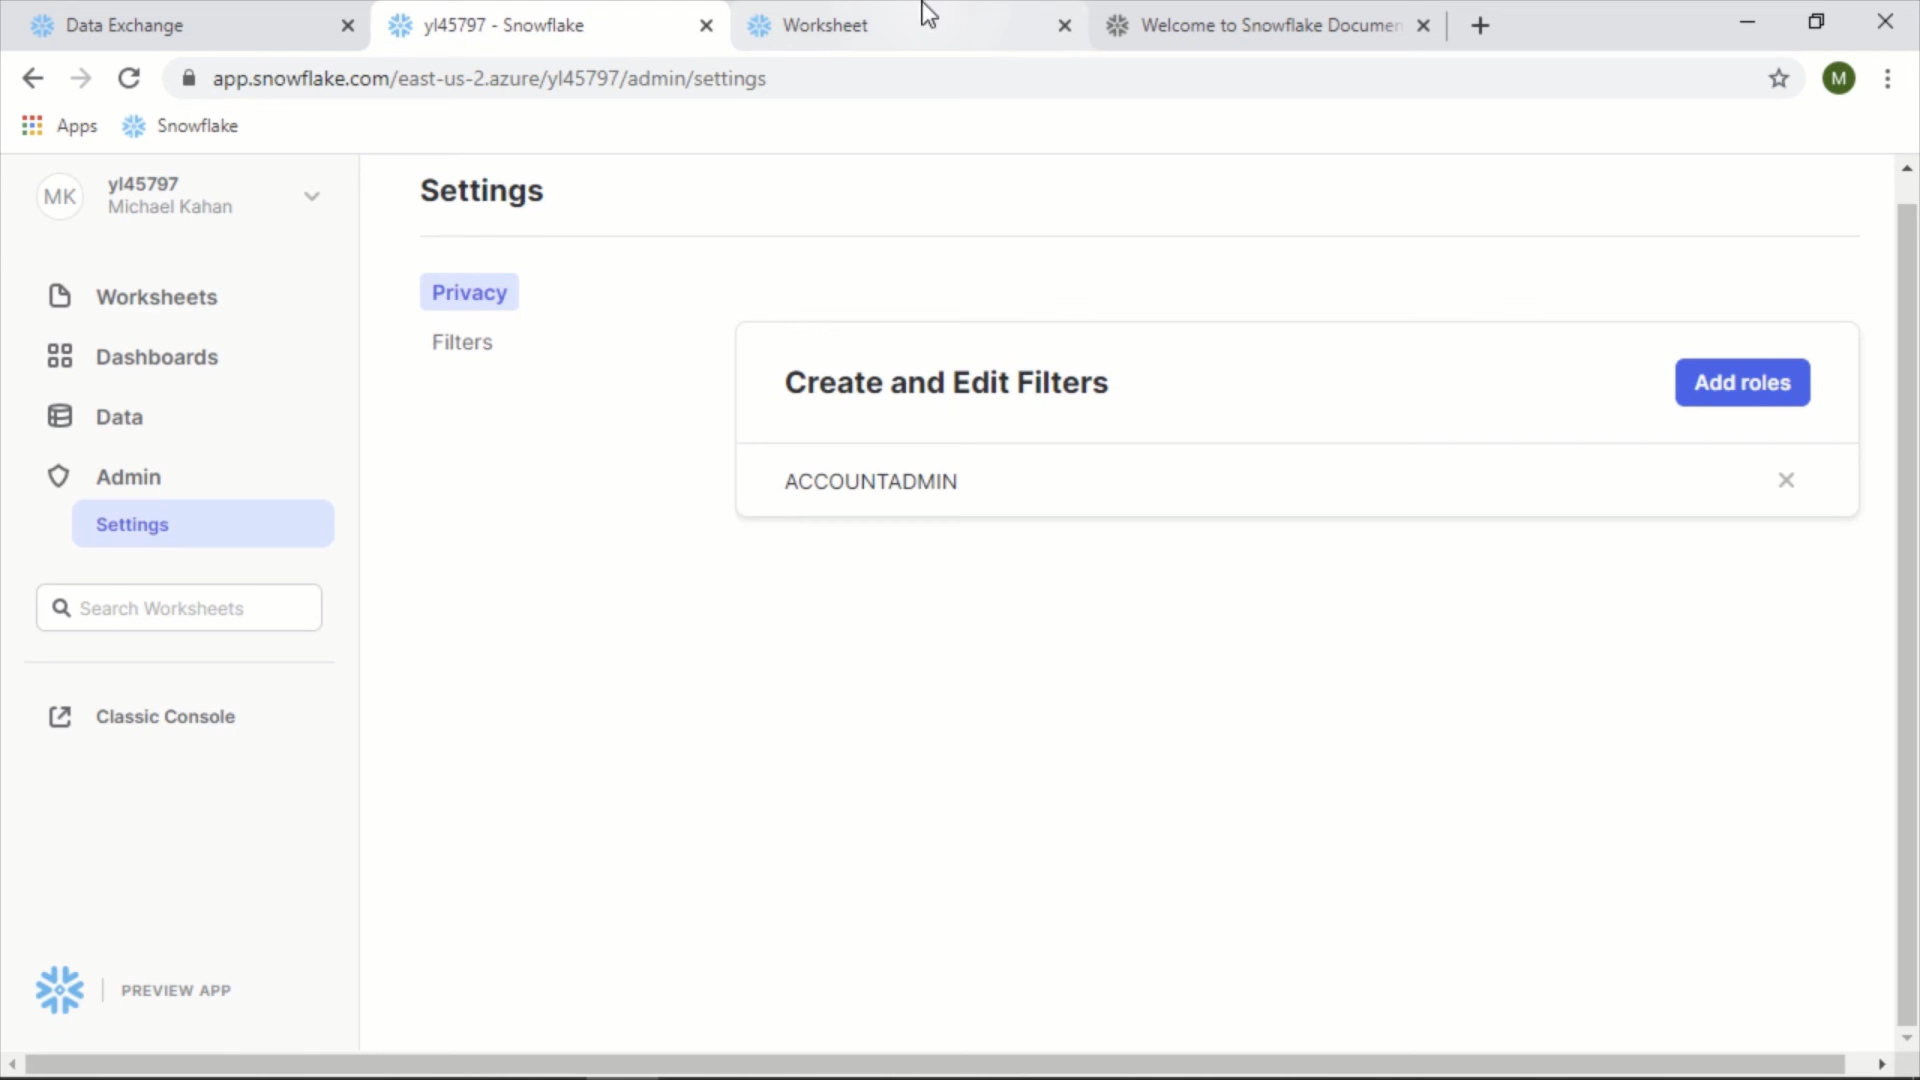 Data Exchange
yl45797 - Snowflake
Worksheet
Welcome to Snowflake Documen
app.snowflake.com/east-us-2.azure/yl45797/admin/settings
M
Apps
Snowflake
MK
yl45797
Michael Kahan
Worksheets
Dashboards
Data
Admin
Settings
Search Worksheets
Classic Console
PREVIEW APP
Settings
Privacy
Filters
Create and Edit Filters
Add roles
ACCOUNTADMIN